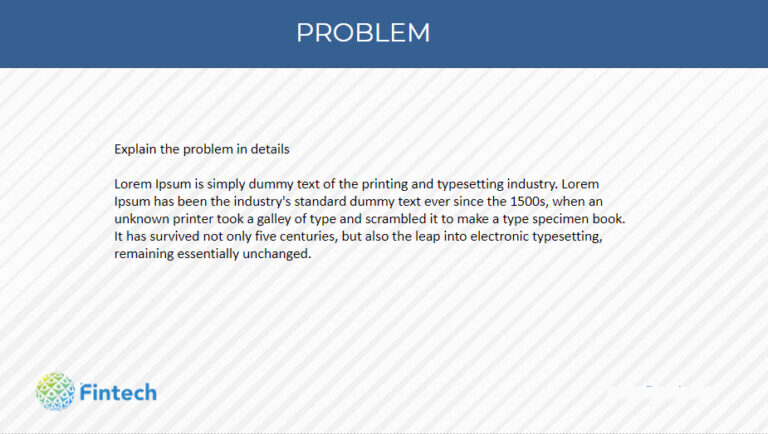 PROBLEM
Explain the problem in details
Lorem Ipsum is simply dummy text of the printing and typesetting industry. Lorem
Ipsum has been the industry's standard dummy text ever since the 1500s, when an
unknown printer took a galley of type and scrambled it to make a type specimen book.
It has survived not only five centuries, but also the leap into electronic typesetting,
remaining essentially unchanged.
Fintech